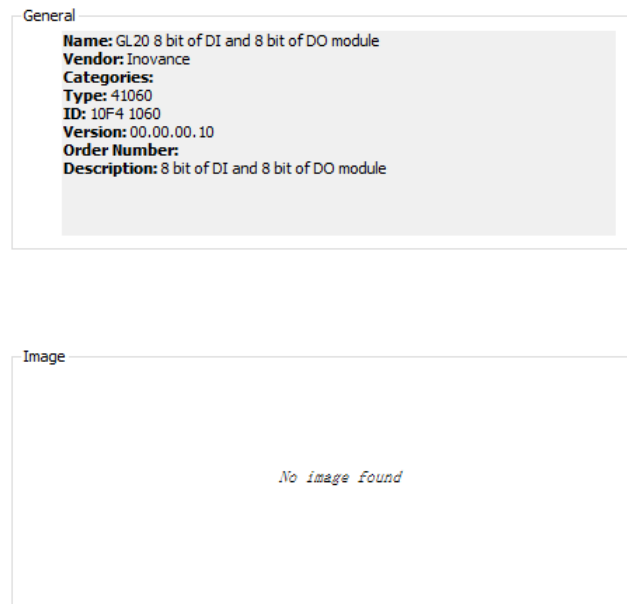 General
Name: GL20 8 bit of DI and 8 bit of DO module
Vendor: Inovance
Categories:
Type: 41060
ID: 10F4 1060
Version: 00.00.00.10
Order Number:
Description: 8 bit of DI and 8 bit of DO module
Image
No image found